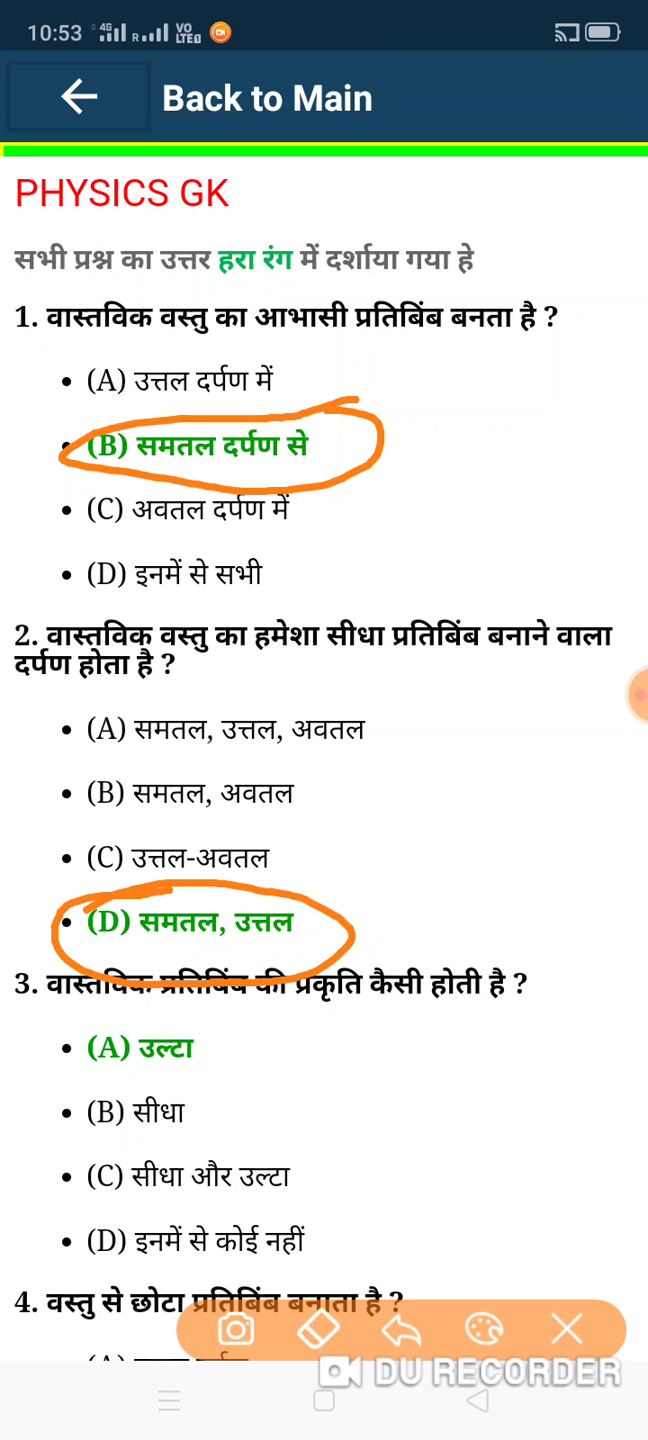 10:53 4G R VO LTE
Back to Main
PHYSICS GK
सभी प्रश्न का उत्तर हरा रंग में दर्शाया गया हे
1. वास्तविक वस्तु का आभासी प्रतिबिंब बनता है ?
(A) उत्तल दर्पण में
(B) समतल दर्पण से
(C) अवतल दर्पण में
(D) इनमें से सभी
2. वास्तविक वस्तु का हमेशा सीधा प्रतिबिंब बनाने वाला
दर्पण होता है ?
(A) समतल, उत्तल, अवतल
(B) समतल, अवतल
(C) उत्तल-अवतल
(D) समतल, उत्तल
3. वास्तविक प्रतिबिंब की प्रकृति कैसी होती है ?
(A) उल्टा
(B) सीधा
(C) सीधा और उल्टा
(D) इनमें से कोई नहीं
4. वस्तु से छोटा प्रतिबिंब बनाता है ?
DU RECORDER